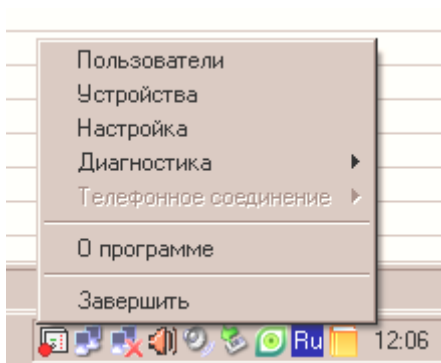 Пользователи
Устройства
Настройка
Диагностика
Телефонное соединение
О программе
Завершить
Ru 12:06